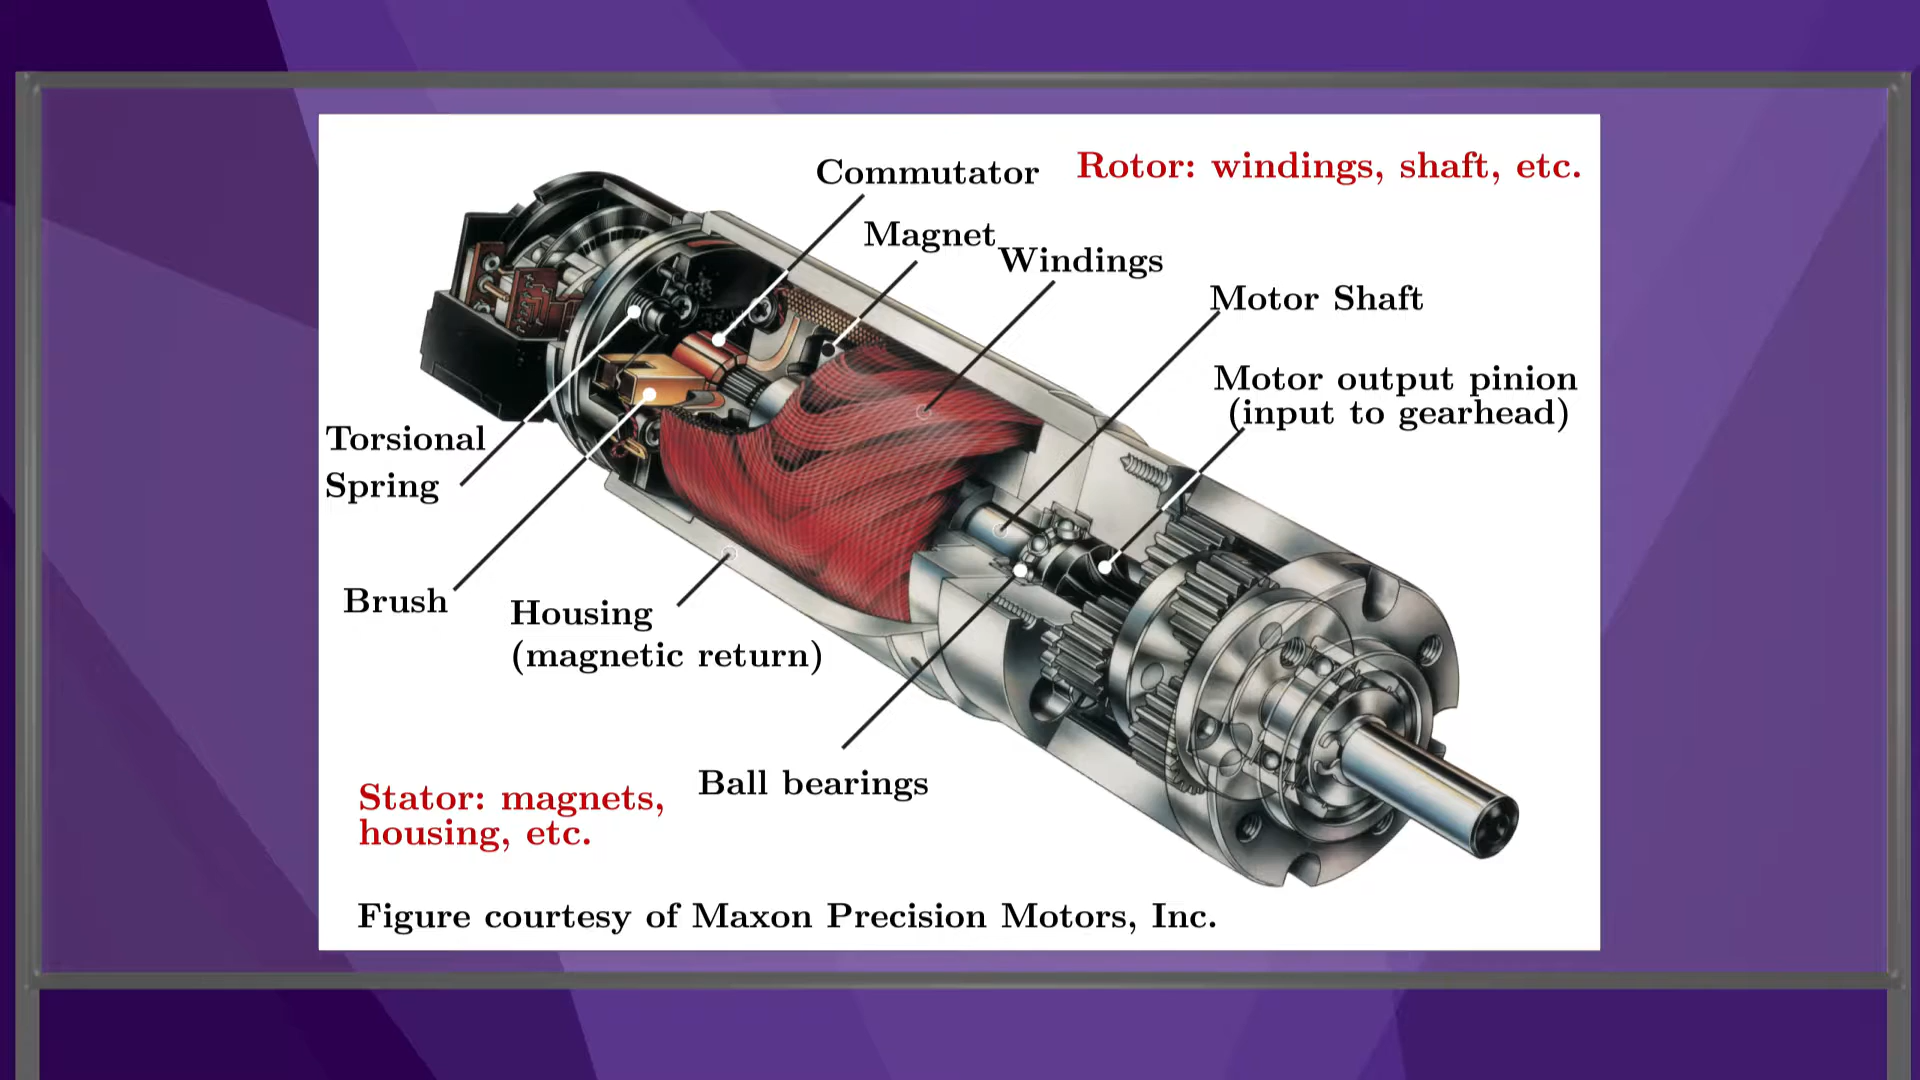 Commutator
Rotor: windings, shaft, etc.
Magnet
Windings
Motor Shaft
Motor output pinion
(input to gearhead)
Torsional
Spring
Brush
Housing
(magnetic return)
Ball bearings
Stator: magnets,
housing, etc.
Figure courtesy of Maxon Precision Motors, Inc.